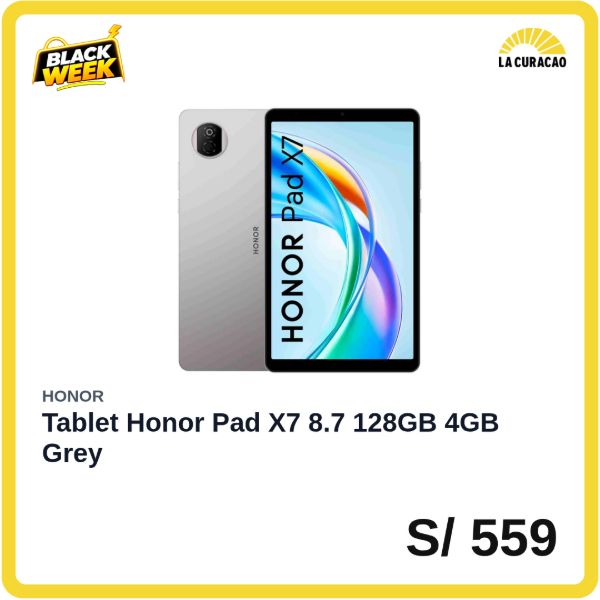 BLACK
WEEK
LA CURACAO
HONOR Pad X7
HONOR
HONOR
Tablet Honor Pad X7 8.7 128GB 4GB
Grey
S/ 559